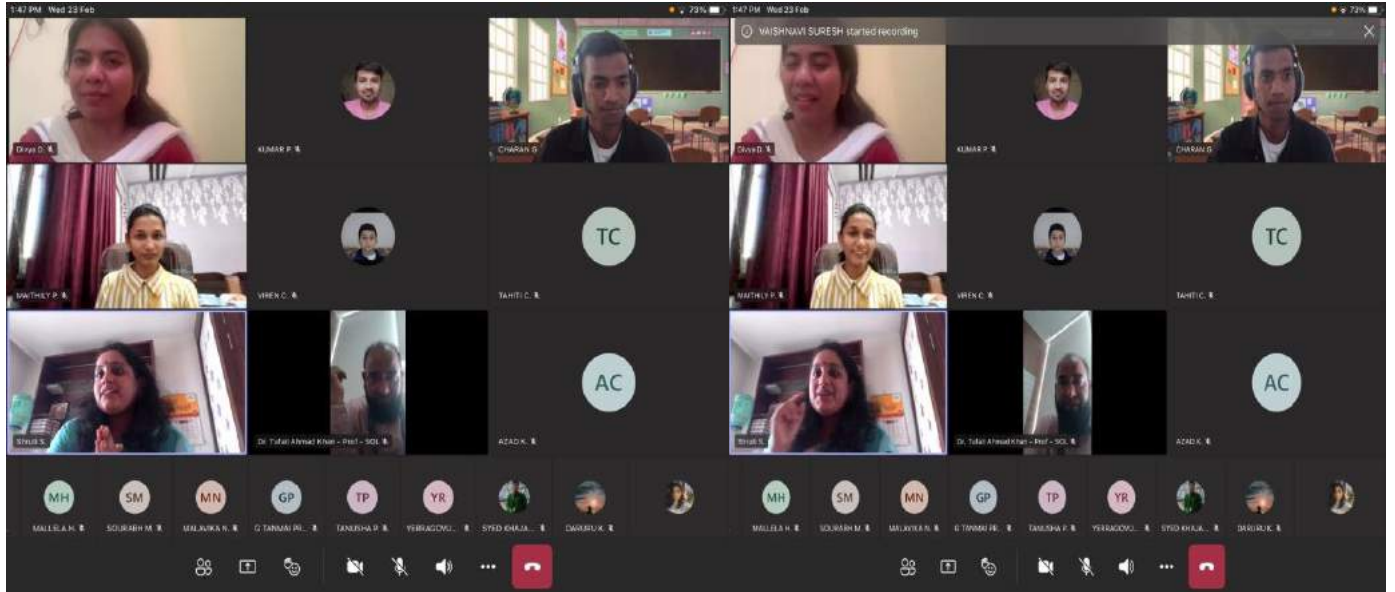 1:47 PM Wed 23 Feb
73%
Divya D.
KUMAR P.
CHARAN G
MAITHILY P.
VIREN C.
TC
TAHITI C.
Shruti S.
Dr. Tufail Ahmad Khan - Prof - SOL
AC
AZAD K.
MH
SM
MN
GP
TP
YR
MALLELA H.
SOURABH M.
MALAVIKA N.
G TANMAI PR...
TANUSHA P.
YERRAGOVU...
SYED KHAJA...
DARURU K.
1:47 PM Wed 23 Feb
73%
VAISHNAVI SURESH started recording
Divya D.
KUMAR P.
CHARAN G
MAITHILY P.
VIREN C.
TC
TAHITI C.
Shruti S.
Dr. Tufail Ahmad Khan - Prof - SOL
AC
AZAD K.
MH
SM
MN
GP
TP
YR
MALLELA H.
SOURABH M.
MALAVIKA N.
G TANMAI PR...
TANUSHA P.
YERRAGOVU...
SYED KHAJA...
DARURU K.